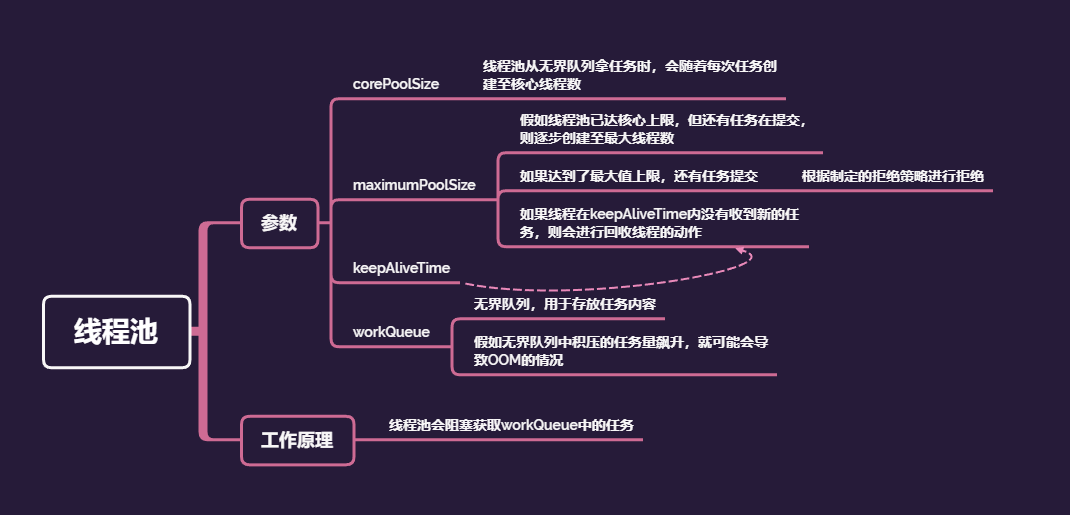 corePoolSize
线程池从无界队列拿任务时，会随着每次任务创
建至核心线程数
假如线程池已达核心上限，但还有任务在提交，
则逐步创建至最大线程数
maximumPoolSize
如果达到了最大值上限，还有任务提交
根据制定的拒绝策略进行拒绝
如果线程在keepAliveTime内没有收到新的任
务，则会进行回收线程的动作
参数
keepAliveTime
无界队列，用于存放任务内容
workQueue
假如无界队列中积压的任务量飙升，就可能会导
致OOM的情况
线程池
工作原理
线程池会阻塞获取workQueue中的任务